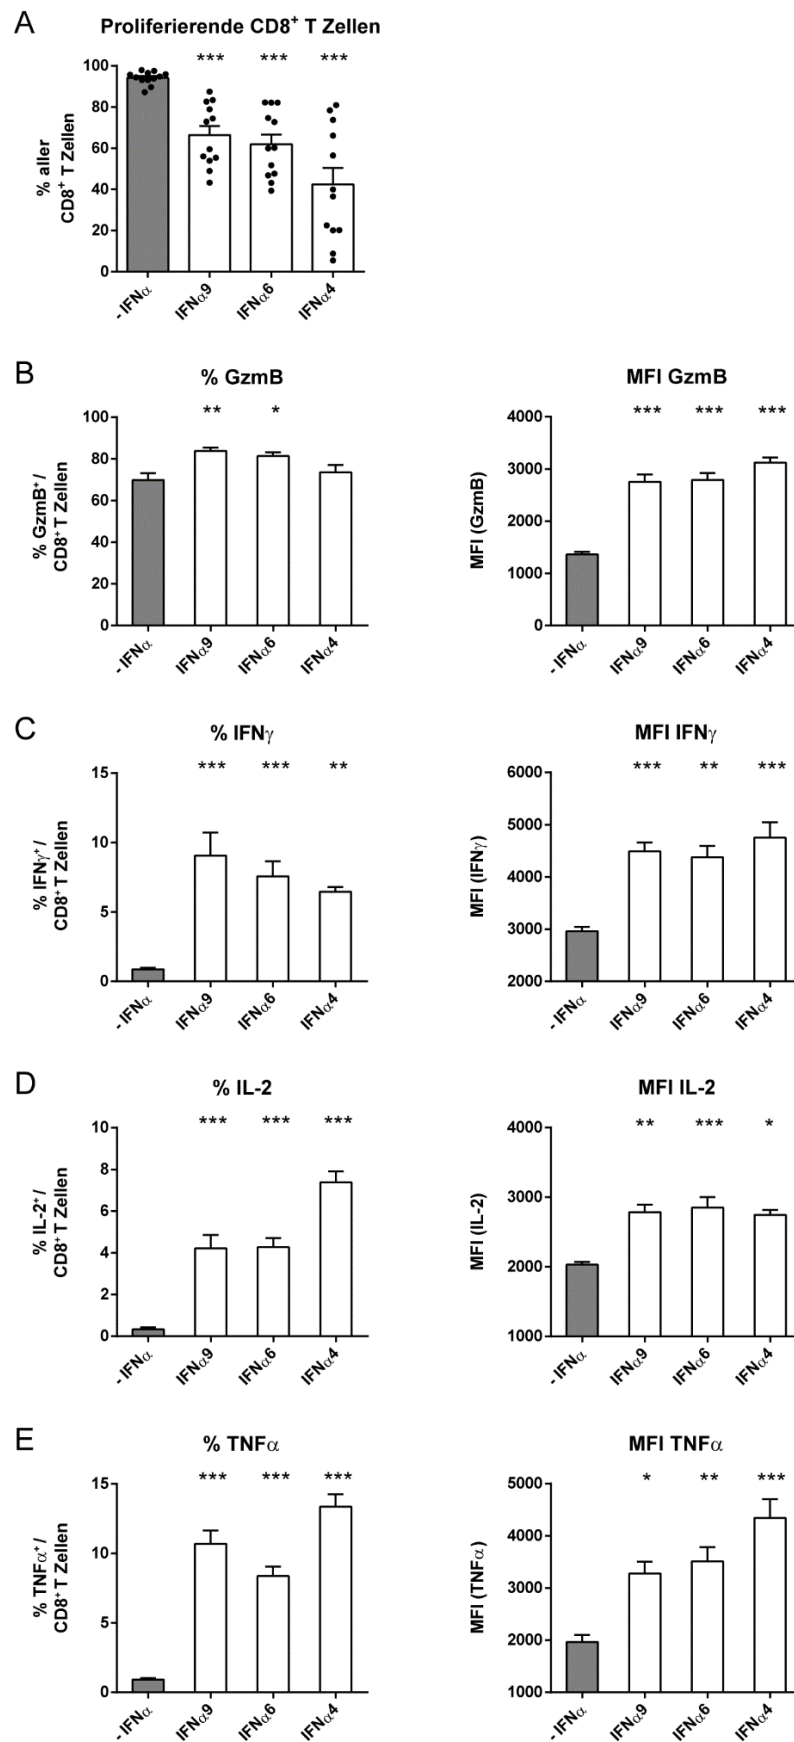 A
Proliferierende CD8⁺ T Zellen
*** *** ***
% aller
CD8⁺ T Zellen
100
80
60
40
20
0
- IFNα IFNα9 IFNα6 IFNα4
B
% GzmB
** *
% GzmB⁺/
CD8⁺ T Zellen
100
80
60
40
20
0
- IFNα IFNα9 IFNα6 IFNα4
MFI GzmB
*** *** ***
MFI (GzmB)
4000
3000
2000
1000
0
- IFNα IFNα9 IFNα6 IFNα4
C
% IFNγ
*** *** **
% IFNγ⁺/
CD8⁺ T Zellen
15
10
5
0
- IFNα IFNα9 IFNα6 IFNα4
MFI IFNγ
*** ** ***
MFI (IFNγ)
6000
5000
4000
3000
2000
- IFNα IFNα9 IFNα6 IFNα4
D
% IL-2
*** *** ***
% IL-2⁺/
CD8⁺ T Zellen
10
8
6
4
2
0
- IFNα IFNα9 IFNα6 IFNα4
MFI IL-2
** *** *
MFI (IL-2)
4000
3000
2000
1000
- IFNα IFNα9 IFNα6 IFNα4
E
% TNFα
*** *** ***
% TNFα⁺/
CD8⁺ T Zellen
15
10
5
0
- IFNα IFNα9 IFNα6 IFNα4
MFI TNFα
* ** ***
MFI (TNFα)
5000
4000
3000
2000
1000
- IFNα IFNα9 IFNα6 IFNα4